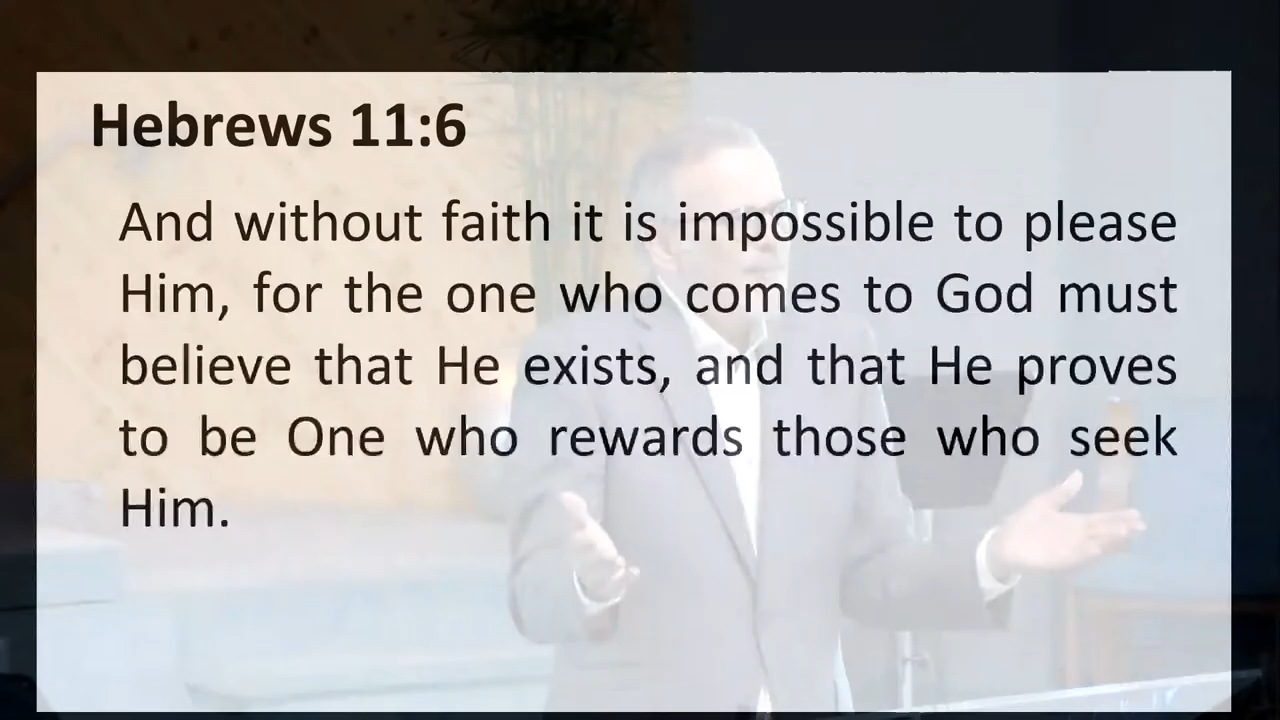 Hebrews 11:6
And without faith it is impossible to please
Him, for the one who comes to God must
believe that He exists, and that He proves
to be One who rewards those who seek
Him.